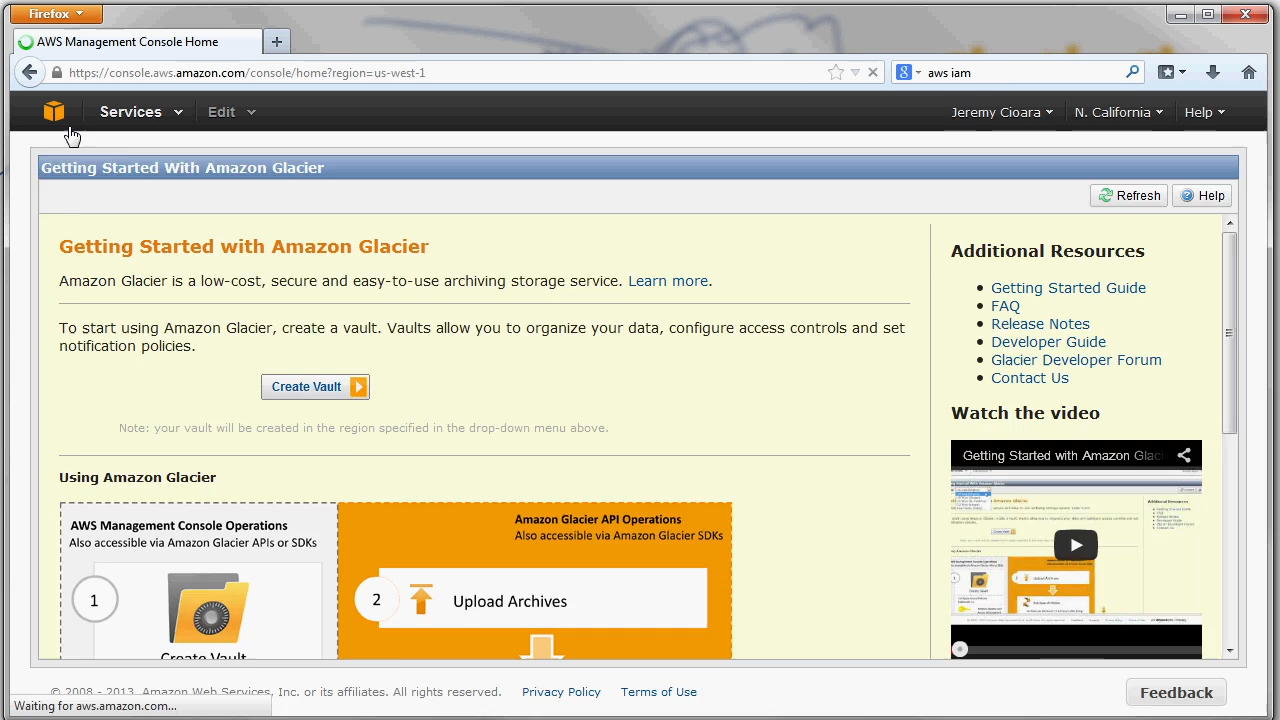 Firefox
AWS Management Console Home
https://console.aws.amazon.com/console/home?region=us-west-1
aws iam
Services
Edit
Jeremy Cioara
N. California
Help
Getting Started With Amazon Glacier
Refresh
Help
Getting Started with Amazon Glacier
Amazon Glacier is a low-cost, secure and easy-to-use archiving storage service. Learn more.
To start using Amazon Glacier, create a vault. Vaults allow you to organize your data, configure access controls and set
notification policies.
Create Vault
Note: your vault will be created in the region specified in the drop-down menu above.
Using Amazon Glacier
AWS Management Console Operations
Also accessible via Amazon Glacier APIs or SD
1
Create Vault
Amazon Glacier API Operations
Also accessible via Amazon Glacier SDKs
2
Upload Archives
Additional Resources
Getting Started Guide
FAQ
Release Notes
Developer Guide
Glacier Developer Forum
Contact Us
Watch the video
Getting Started with Amazon Glac
© 2008 - 2013, Amazon Web Services, Inc. or its affiliates. All rights reserved.
Privacy Policy
Terms of Use
Feedback
Waiting for aws.amazon.com...